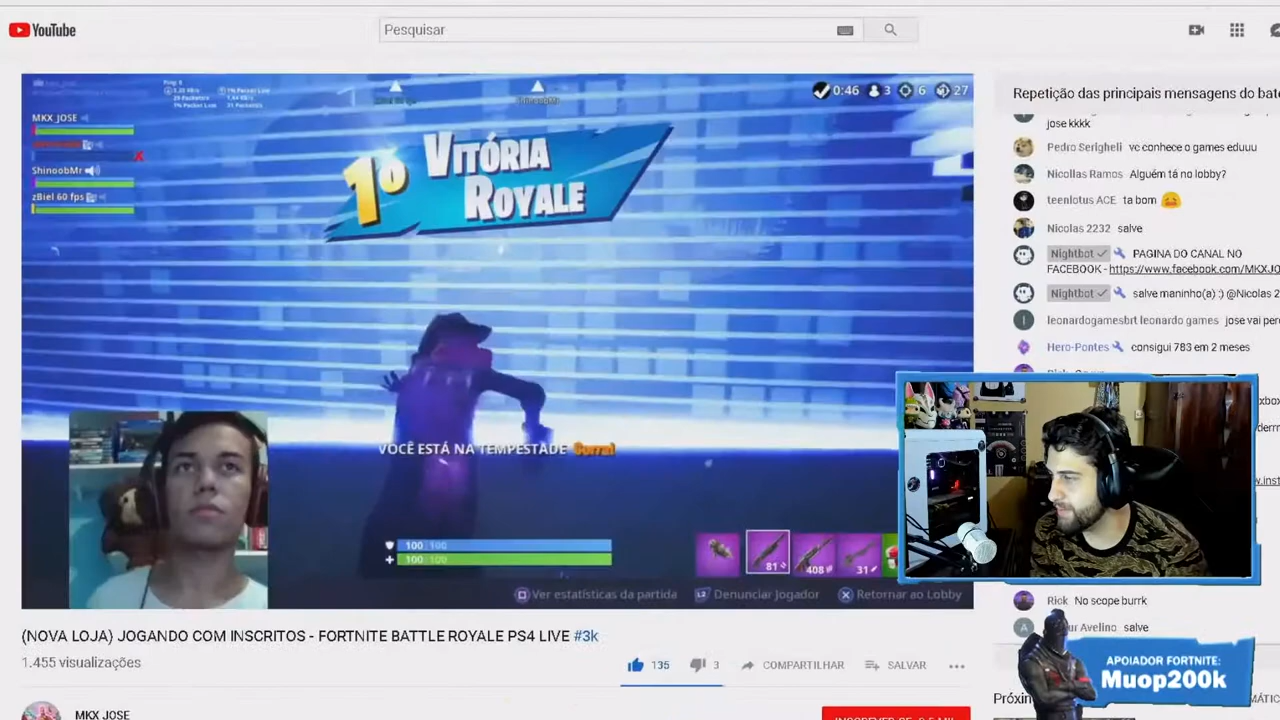 YouTube
Pesquisar
0:46 3 6 27
MKX JOSE
ShinoobMr
zBiel 60 fps
1º VITÓRIA
ROYALE
VOCÊ ESTÁ NA TEMPESTADE Corra!
100 100
100 100
81 408 31
Ver estatísticas da partida L2 Denunciar Jogador Retornar ao Lobby
(NOVA LOJA) JOGANDO COM INSCRITOS - FORTNITE BATTLE ROYALE PS4 LIVE #3k
1.455 visualizações
135 3 COMPARTILHAR SALVAR
MKX JOSE
Repetição das principais mensagens do bate
jose kkkk
Pedro Serigheli vc conhece o games eduuu
Nicollas Ramos Alguém tá no lobby?
teenlotus ACE ta bom
Nicolas 2232 salve
Nightbot PAGINA DO CANAL NO
FACEBOOK - https://www.facebook.com/MKXJO
Nightbot salve maninho(a) :) @Nicolas 2
leonardogamesbrt leonardo games jose vai per
Hero-Pontes consigui 783 em 2 meses
Rick No scope burrk
Avelino salve
APOIADOR FORTNITE:
Muop200k